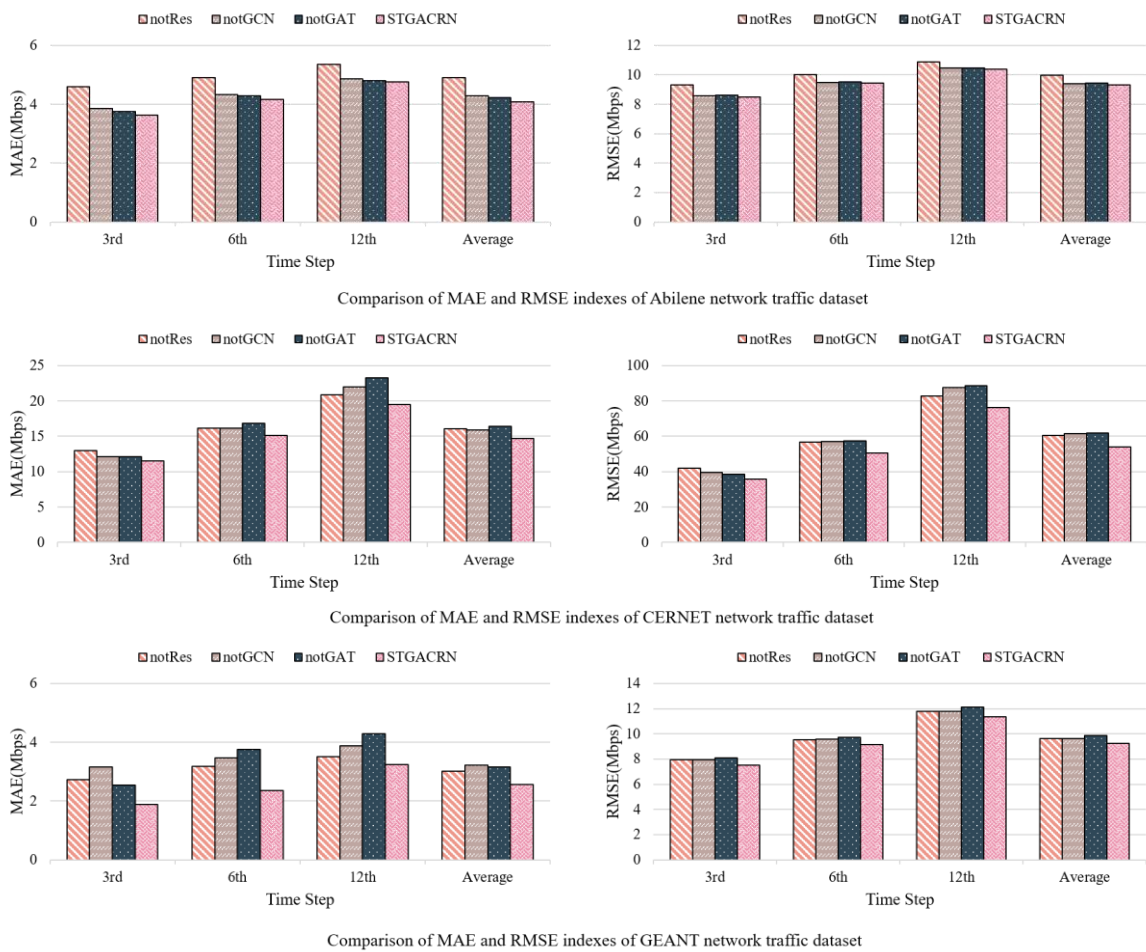 notRes notGCN notGAT STGACRN
6
4
2
0
MAE(Mbps)
3rd 6th 12th Average
Time Step
notRes notGCN notGAT STGACRN
12
10
8
6
4
2
0
RMSE(Mbps)
3rd 6th 12th Average
Time Step
Comparison of MAE and RMSE indexes of Abilene network traffic dataset
notRes notGCN notGAT STGACRN
25
20
15
10
5
0
MAE(Mbps)
3rd 6th 12th Average
Time Step
notRes notGCN notGAT STGACRN
100
80
60
40
20
0
RMSE(Mbps)
3rd 6th 12th Average
Time Step
Comparison of MAE and RMSE indexes of CERNET network traffic dataset
notRes notGCN notGAT STGACRN
6
4
2
0
MAE(Mbps)
3rd 6th 12th Average
Time Step
notRes notGCN notGAT STGACRN
14
12
10
8
6
4
2
0
RMSE(Mbps)
3rd 6th 12th Average
Time Step
Comparison of MAE and RMSE indexes of GEANT network traffic dataset